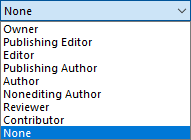 None
Owner
Publishing Editor
Editor
Publishing Author
Author
Nonediting Author
Reviewer
Contributor
None